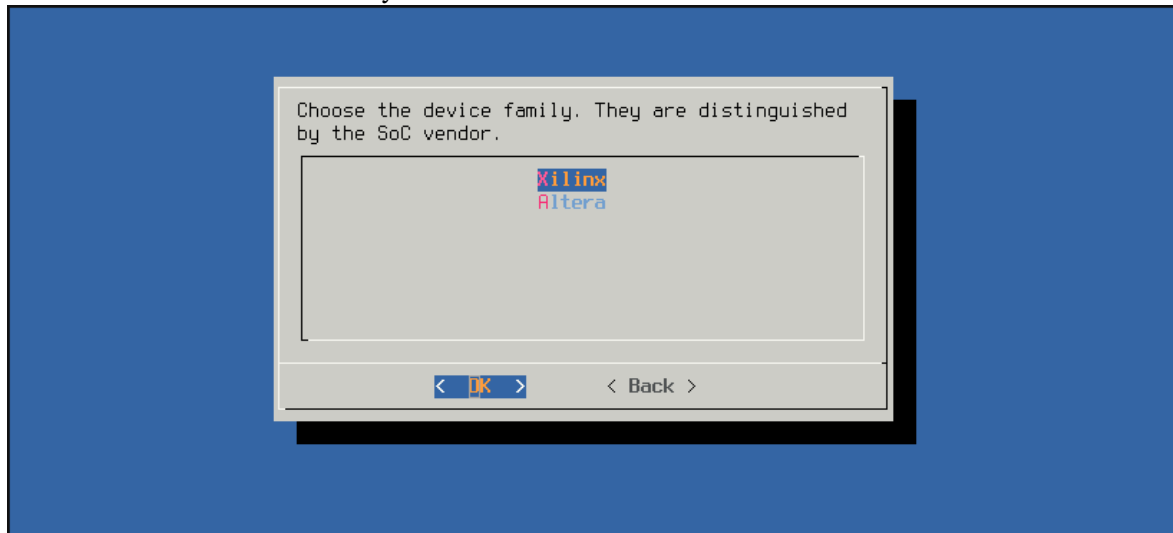 Choose the device family. They are distinguished
by the SoC vendor.
Xilinx
Altera
< OK > < Back >